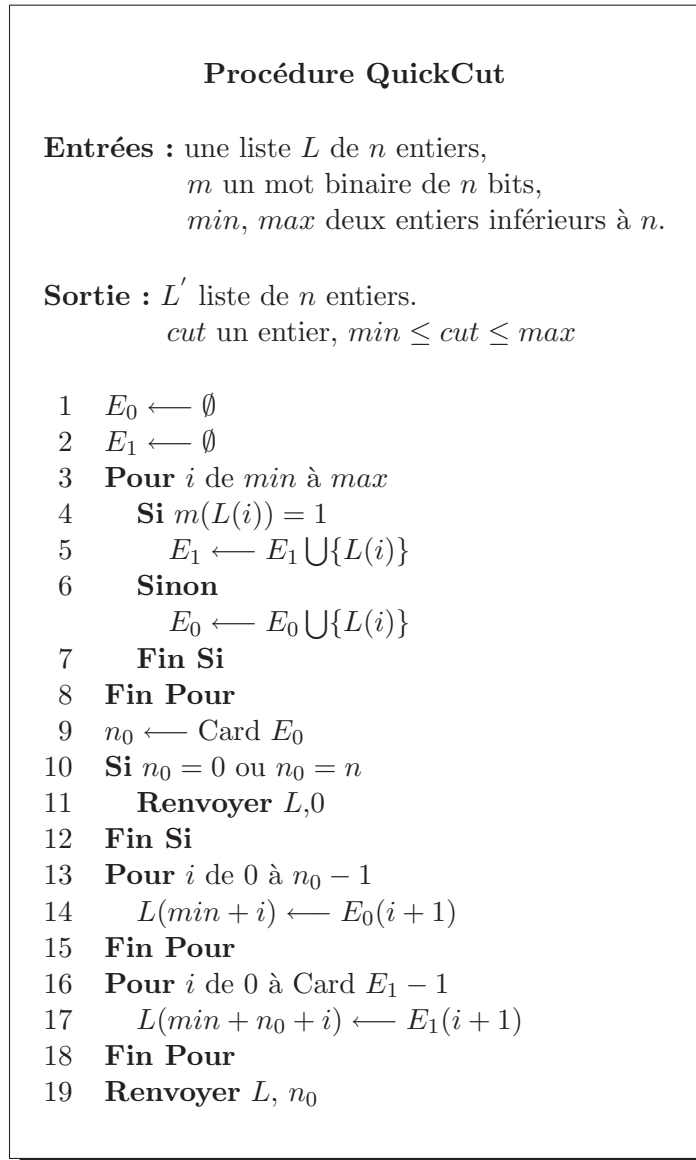 Procédure QuickCut
Entrées : une liste L de n entiers,
m un mot binaire de n bits,
min, max deux entiers inférieurs à n.
Sortie : L′ liste de n entiers.
cut un entier, min ≤ cut ≤ max
1 E₀ ⟵ ∅
2 E₁ ⟵ ∅
3 Pour i de min à max
4 Si m(L(i)) = 1
5 E₁ ⟵ E₁ ⋃{L(i)}
6 Sinon
E₀ ⟵ E₀ ⋃{L(i)}
7 Fin Si
8 Fin Pour
9 n₀ ⟵ Card E₀
10 Si n₀ = 0 ou n₀ = n
11 Renvoyer L,0
12 Fin Si
13 Pour i de 0 à n₀ − 1
14 L(min + i) ⟵ E₀(i + 1)
15 Fin Pour
16 Pour i de 0 à Card E₁ − 1
17 L(min + n₀ + i) ⟵ E₁(i + 1)
18 Fin Pour
19 Renvoyer L, n₀